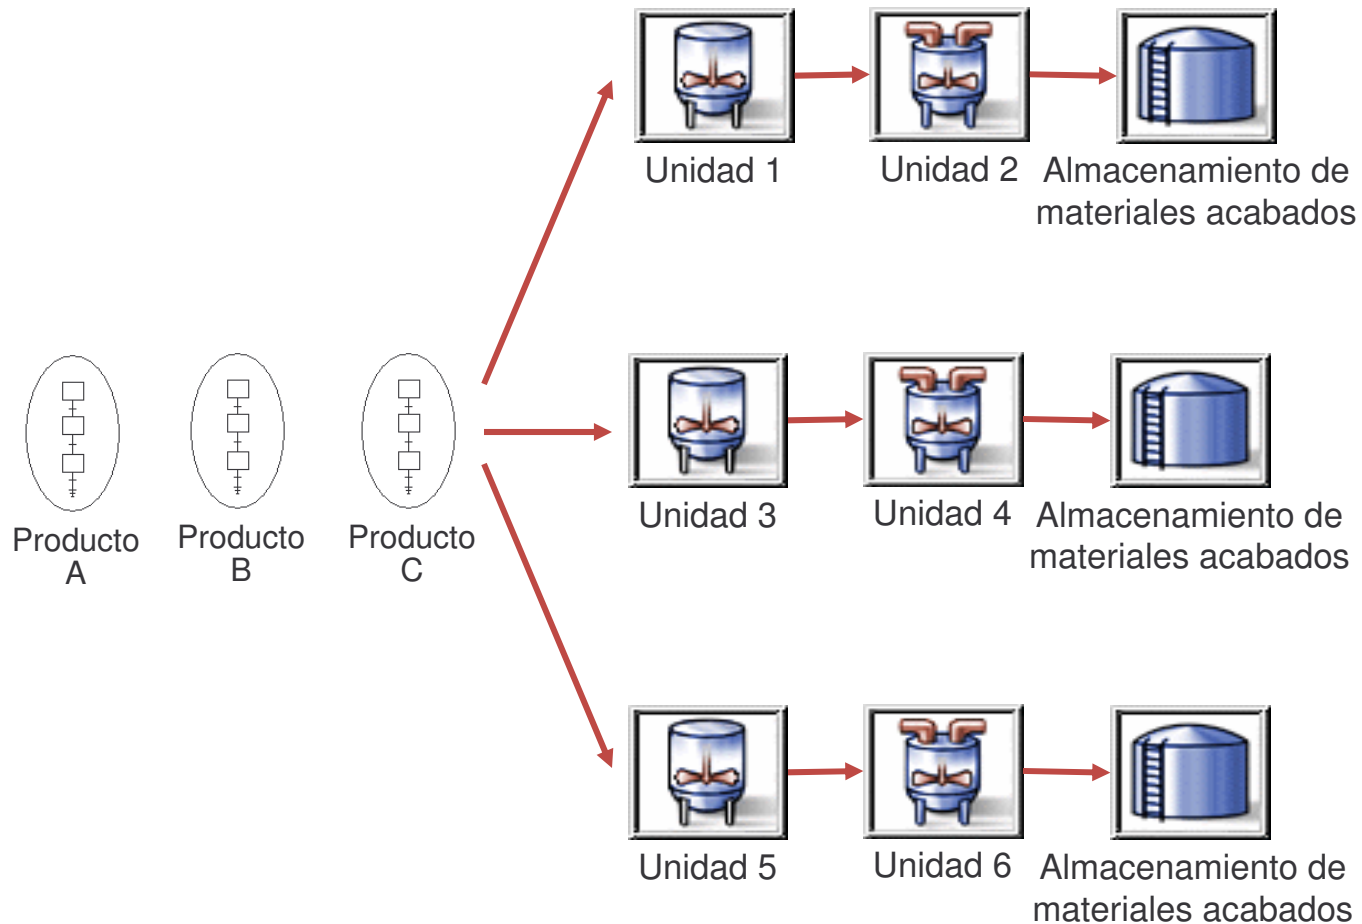 Unidad 1
Unidad 2
Almacenamiento de
materiales acabados
Producto
A
Producto
B
Producto
C
Unidad 3
Unidad 4
Almacenamiento de
materiales acabados
Unidad 5
Unidad 6
Almacenamiento de
materiales acabados